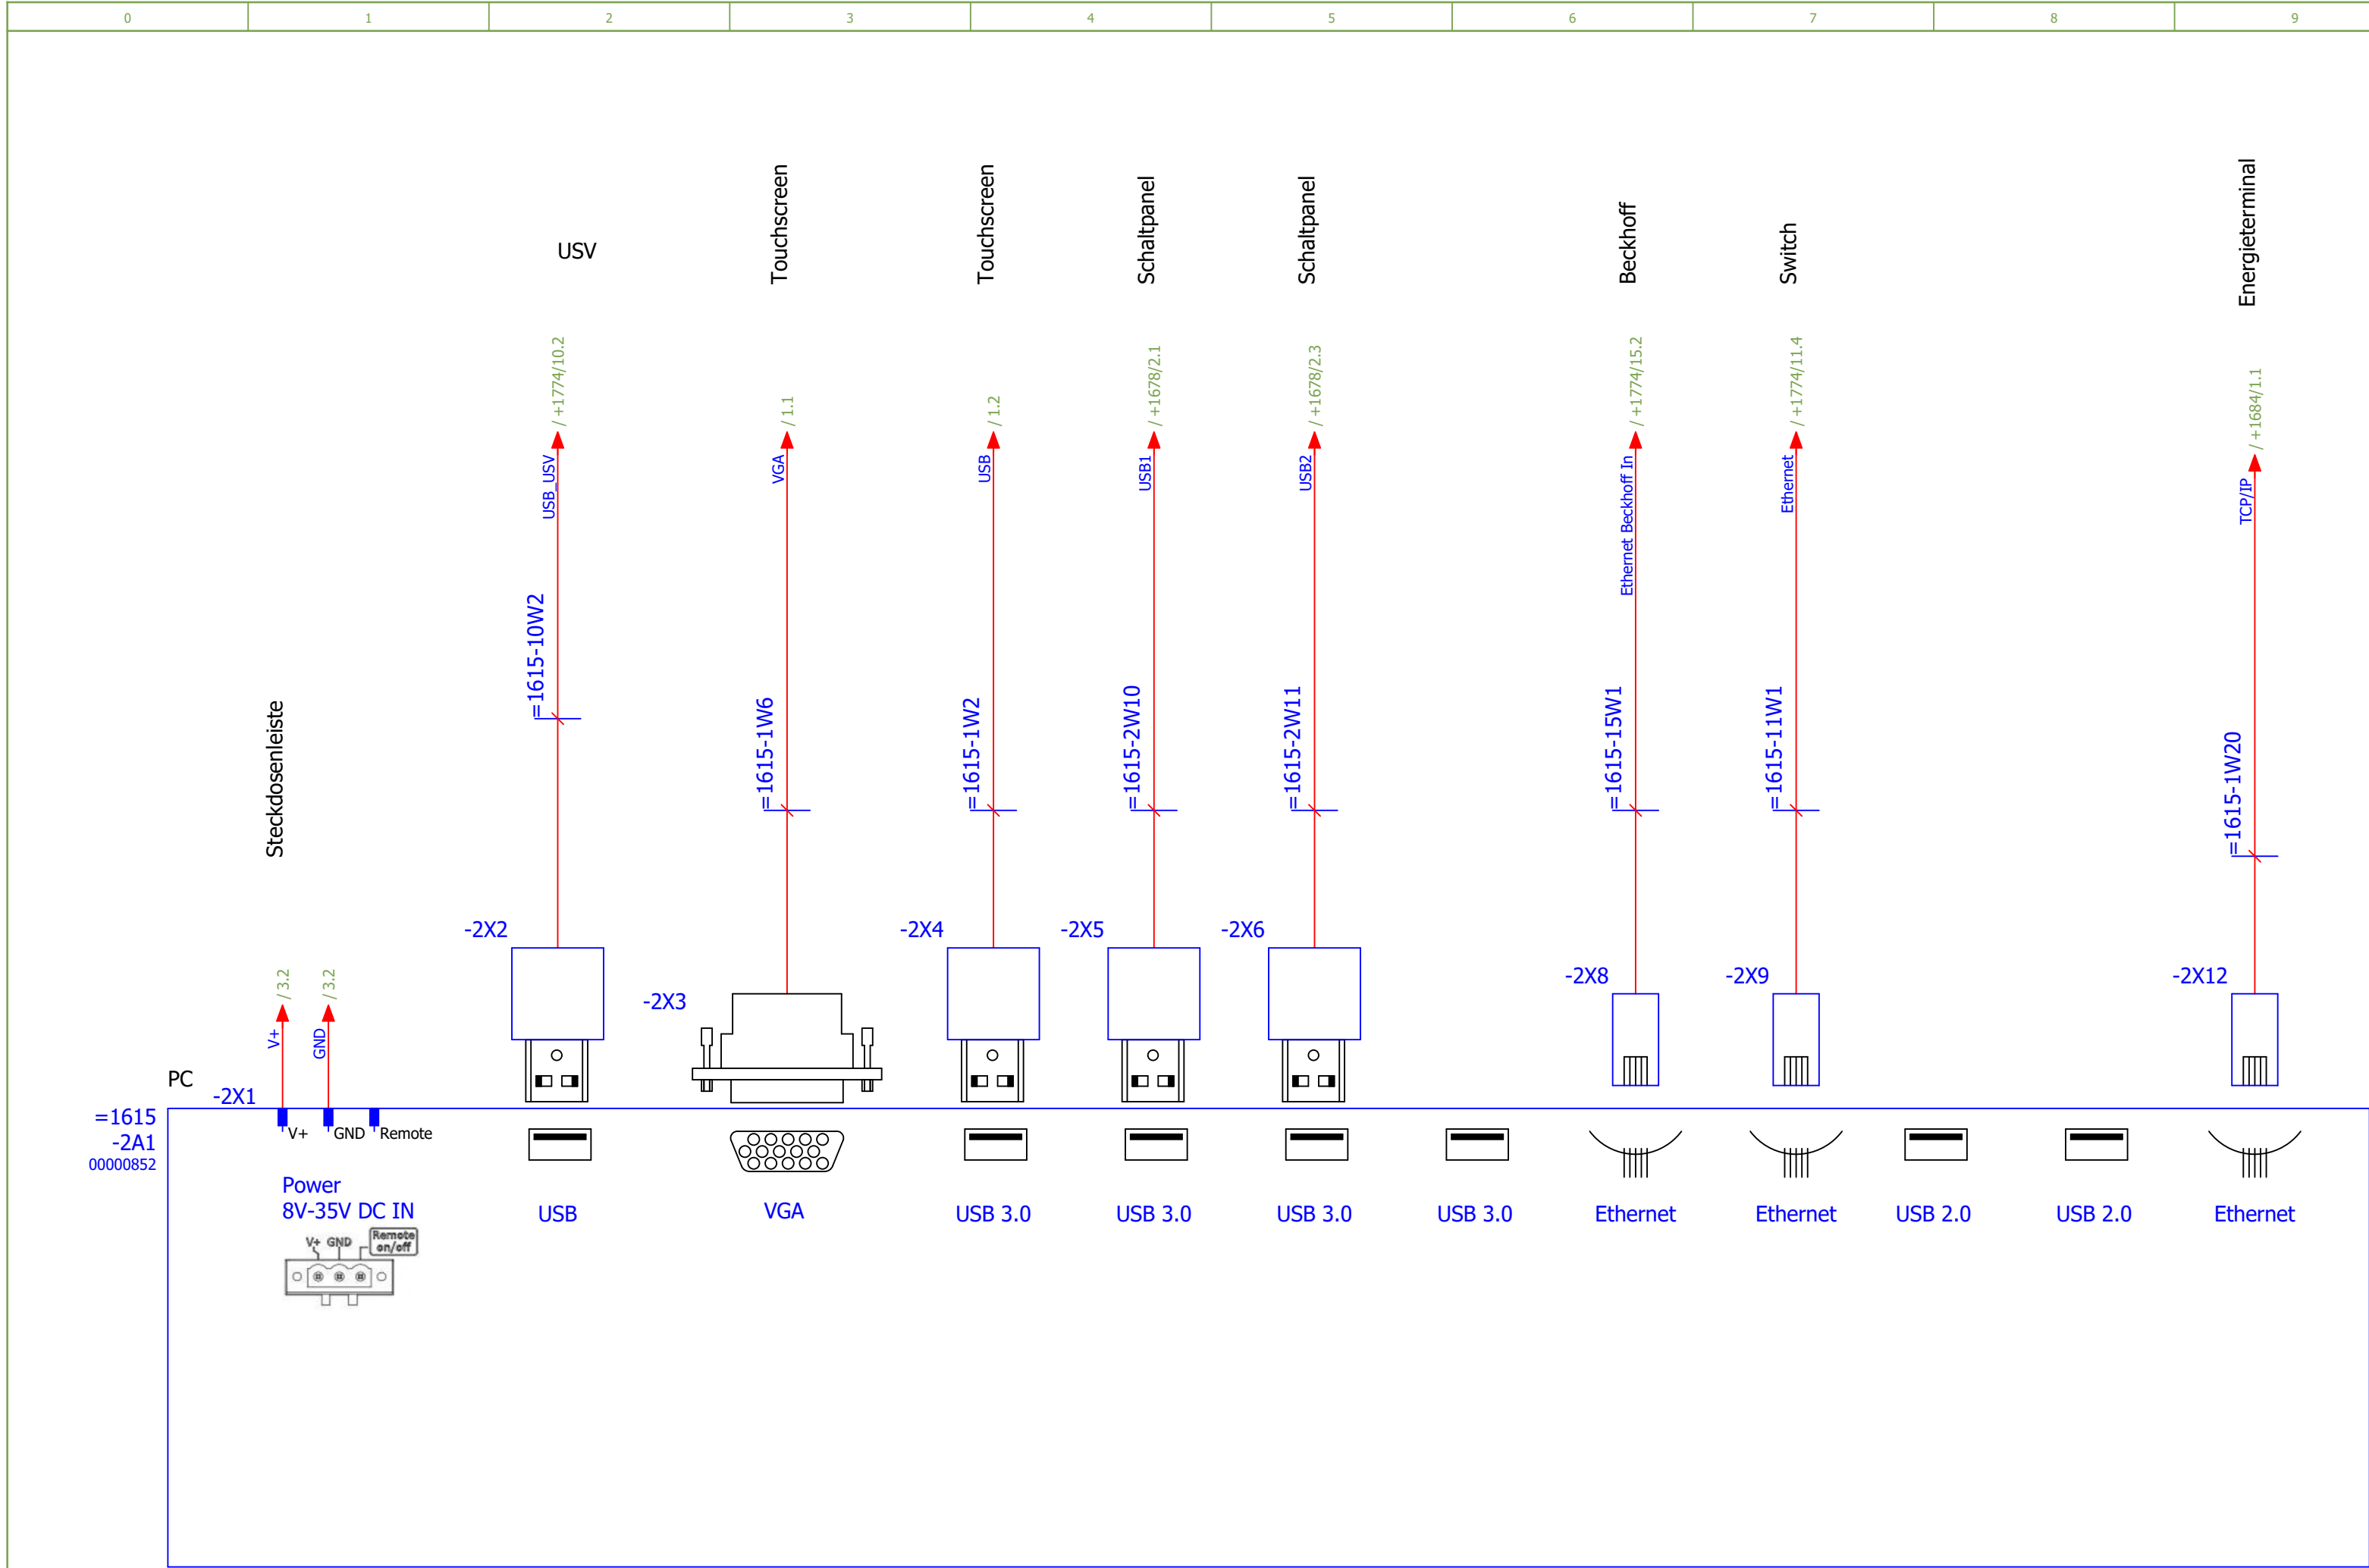 0 1 2 3 4 5 6 7 8 9
Touchscreen
Touchscreen
Schaltpanel
Schaltpanel
Beckhoff
Switch
Energieterminal
USV
/ +1774/10.2
/ 1.1
/ 1.2
/ +1678/2.1
/ +1678/2.3
/ +1774/15.2
/ +1774/11.4
/ +1684/1.1
USB_USV
VGA
USB
USB1
USB2
Ethernet Beckhoff In
Ethernet
TCP/IP
=1615-10W2
=1615-1W6
=1615-1W2
=1615-2W10
=1615-2W11
=1615-15W1
=1615-11W1
=1615-1W20
Steckdosenleiste
-2X2
-2X4
-2X5
-2X6
-2X8
-2X9
-2X12
-2X3
/ 3.2
/ 3.2
V+
GND
PC
-2X1
=1615
-2A1
00000852
V+ GND Remote
Power
8V-35V DC IN
USB
VGA
USB 3.0
USB 3.0
USB 3.0
USB 3.0
Ethernet
Ethernet
USB 2.0
USB 2.0
Ethernet
V+ GND
Remote
on/off